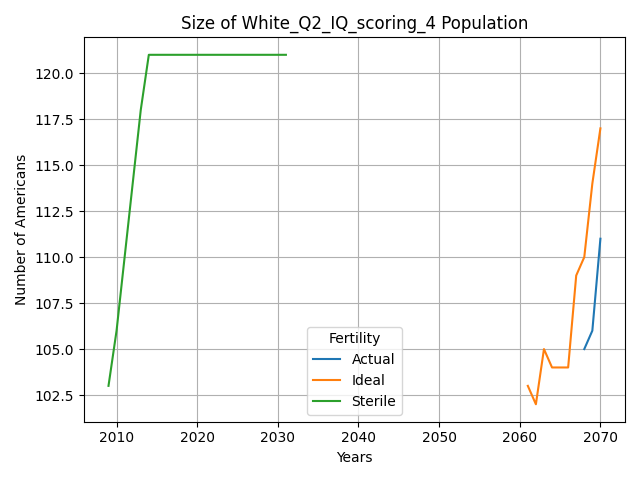 Size of White_Q2_IQ_scoring_4 Population
Number of Americans
120.0
117.5
115.0
112.5
110.0
107.5
105.0
102.5
Fertility
Actual
Ideal
Sterile
2010 2020 2030 2040 2050 2060 2070
Years